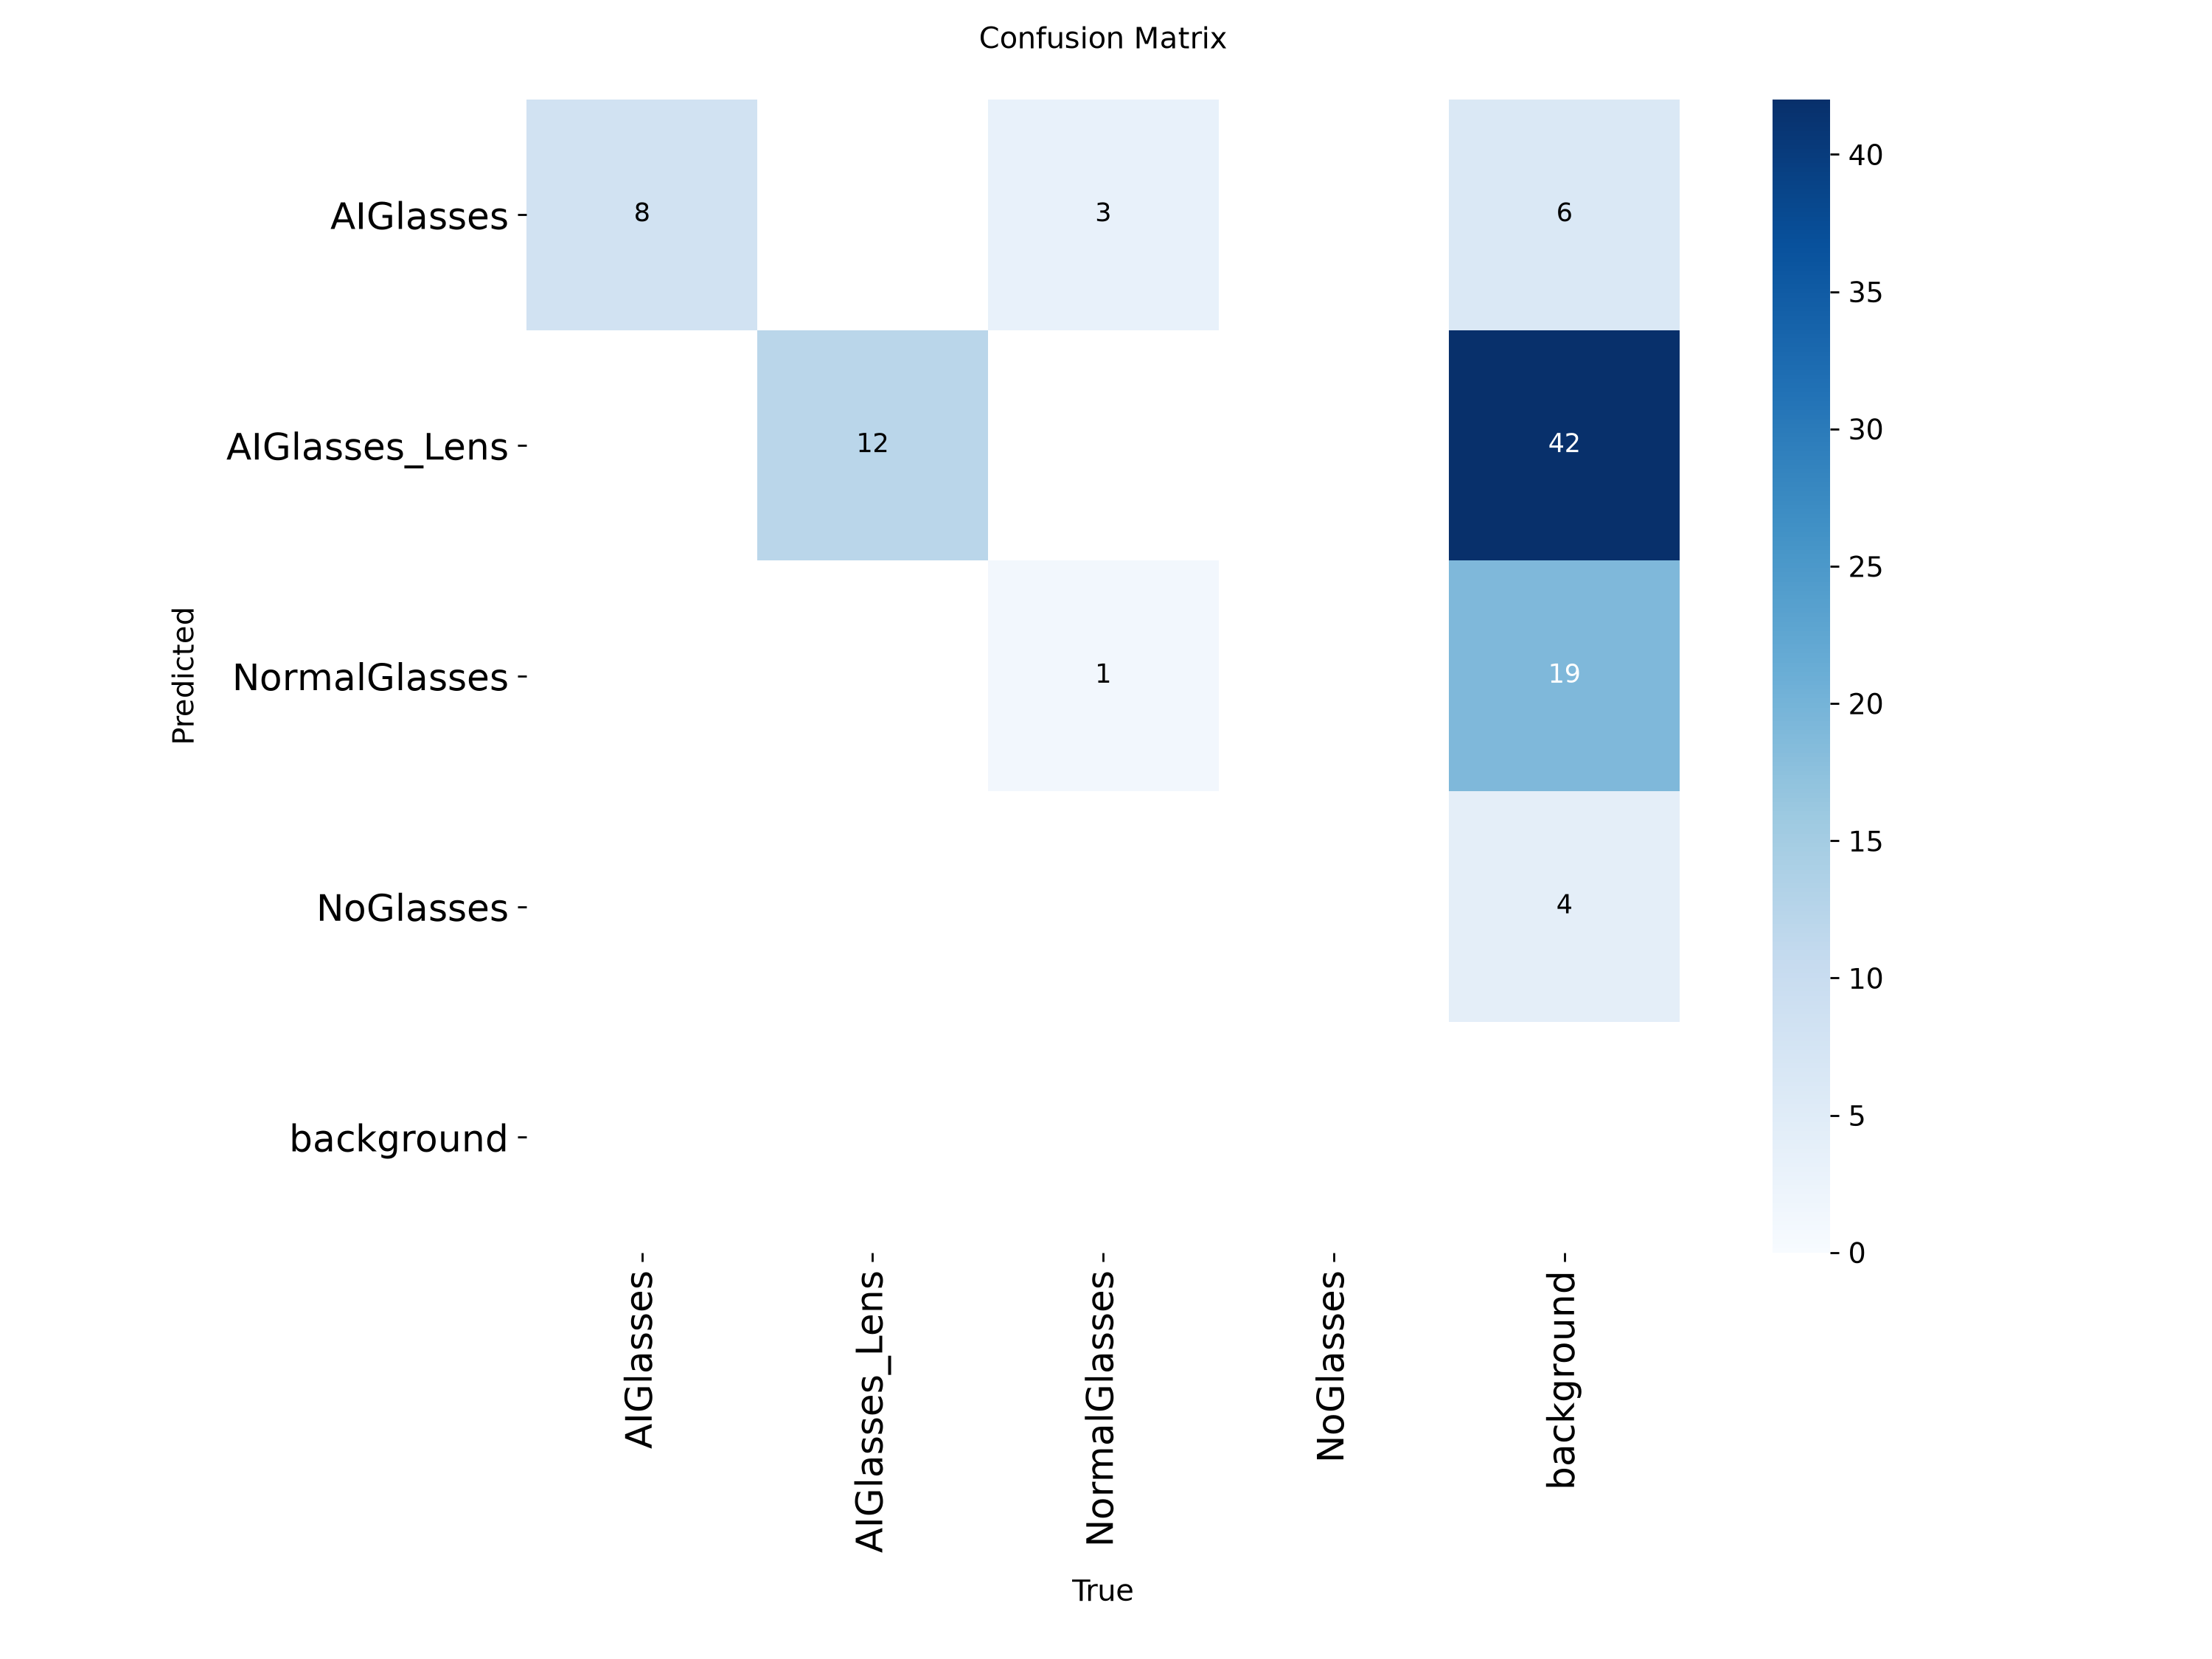 Confusion Matrix
AIGlasses
8
3
6
40
35
AIGlasses_Lens
12
42
30
25
Predicted
NormalGlasses
1
19
20
15
NoGlasses
4
10
5
background
0
AIGlasses
AIGlasses_Lens
NormalGlasses
NoGlasses
background
True